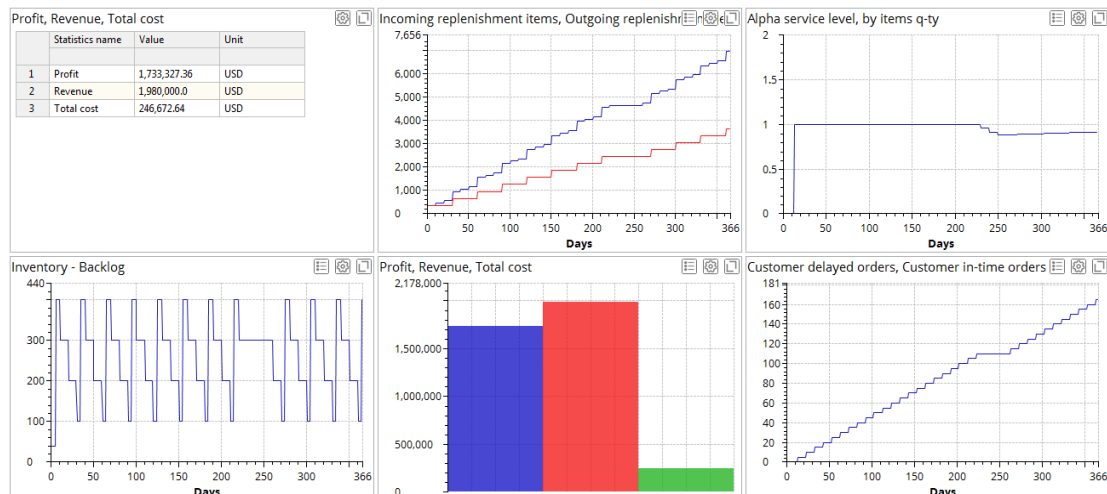 Profit, Revenue, Total cost
Statistics name Value Unit
1 Profit 1,733,327.36 USD
2 Revenue 1,980,000.0 USD
3 Total cost 246,672.64 USD
Incoming replenishment items, Outgoing replenishm
7,656
6,000
5,000
4,000
3,000
2,000
1,000
0
0 50 100 150 200 250 300 366
Days
Alpha service level, by items q-ty
2
1.5
1
0.5
0
0 50 100 150 200 250 300 366
Days
Inventory - Backlog
440
300
200
100
0
0 50 100 150 200 250 300 366
Days
Profit, Revenue, Total cost
2,178,000
1,500,000
1,000,000
500,000
0
Customer delayed orders, Customer in-time orders
181
160
140
120
100
80
60
40
20
0
0 50 100 150 200 250 300 366
Days